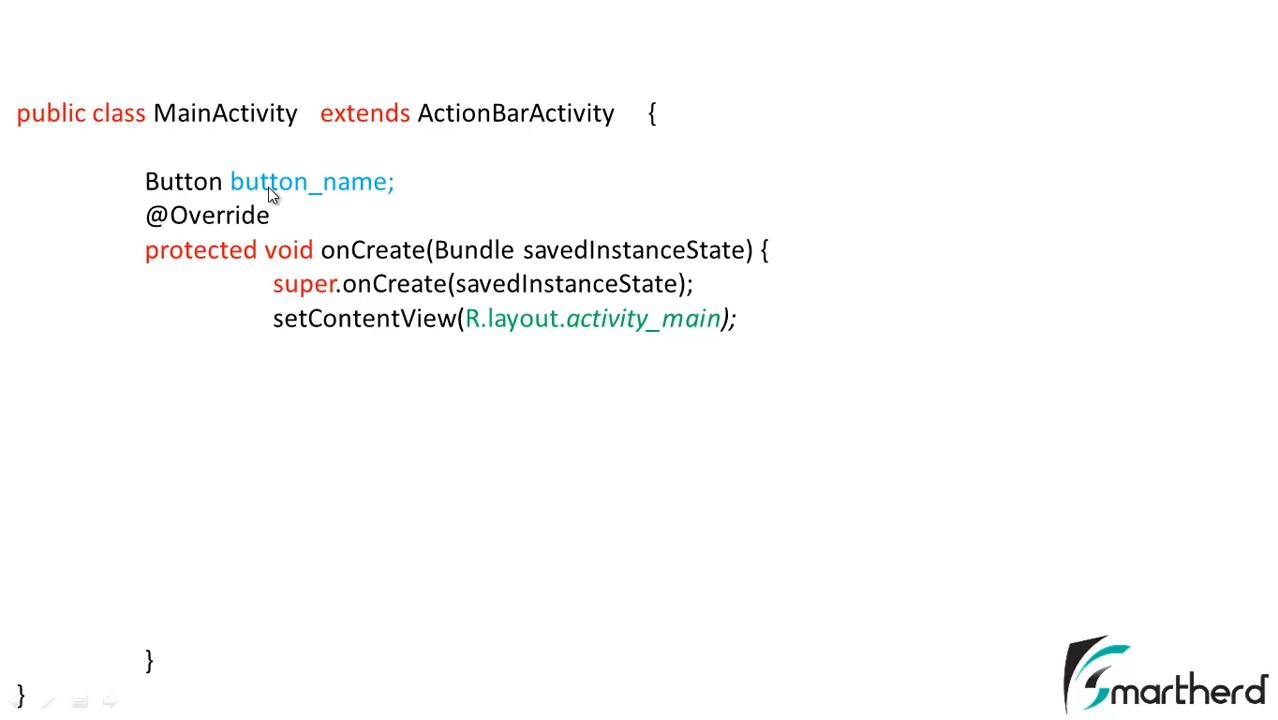 public class MainActivity extends ActionBarActivity {
Button button_name;
@Override
protected void onCreate(Bundle savedInstanceState) {
super.onCreate(savedInstanceState);
setContentView(R.layout.activity_main);
}
}
Smartherd